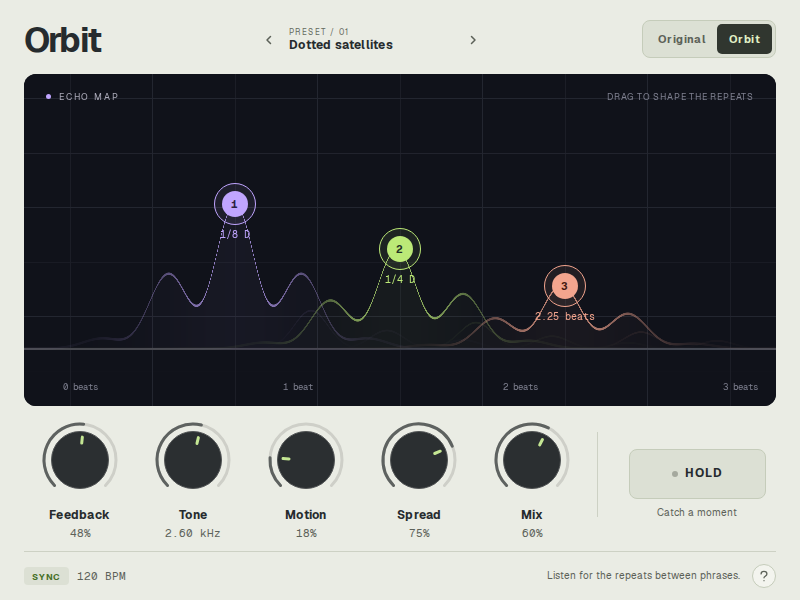 Orbit
PRESET / 01
Dotted satellites
Original
Orbit
ECHO MAP
DRAG TO SHAPE THE REPEATS
1
1/8 D
2
1/4 D
3
2.25 beats
0 beats
1 beat
2 beats
3 beats
Feedback
48%
Tone
2.60 kHz
Motion
18%
Spread
75%
Mix
60%
HOLD
Catch a moment
SYNC
120 BPM
Listen for the repeats between phrases.
?